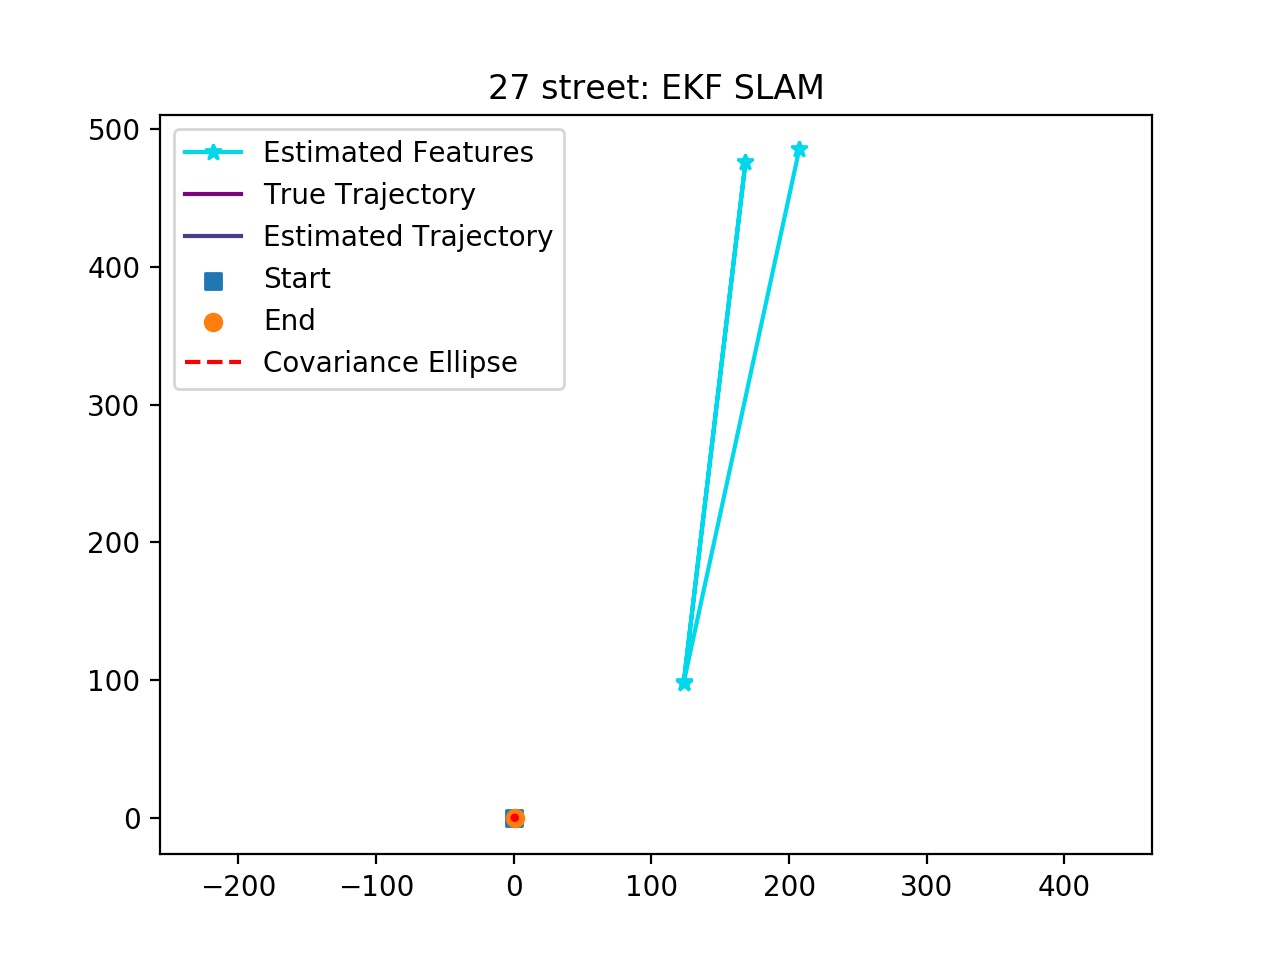 27 street: EKF SLAM
500
400
300
200
100
0
Estimated Features
True Trajectory
Estimated Trajectory
Start
End
Covariance Ellipse
−200 −100 0 100 200 300 400